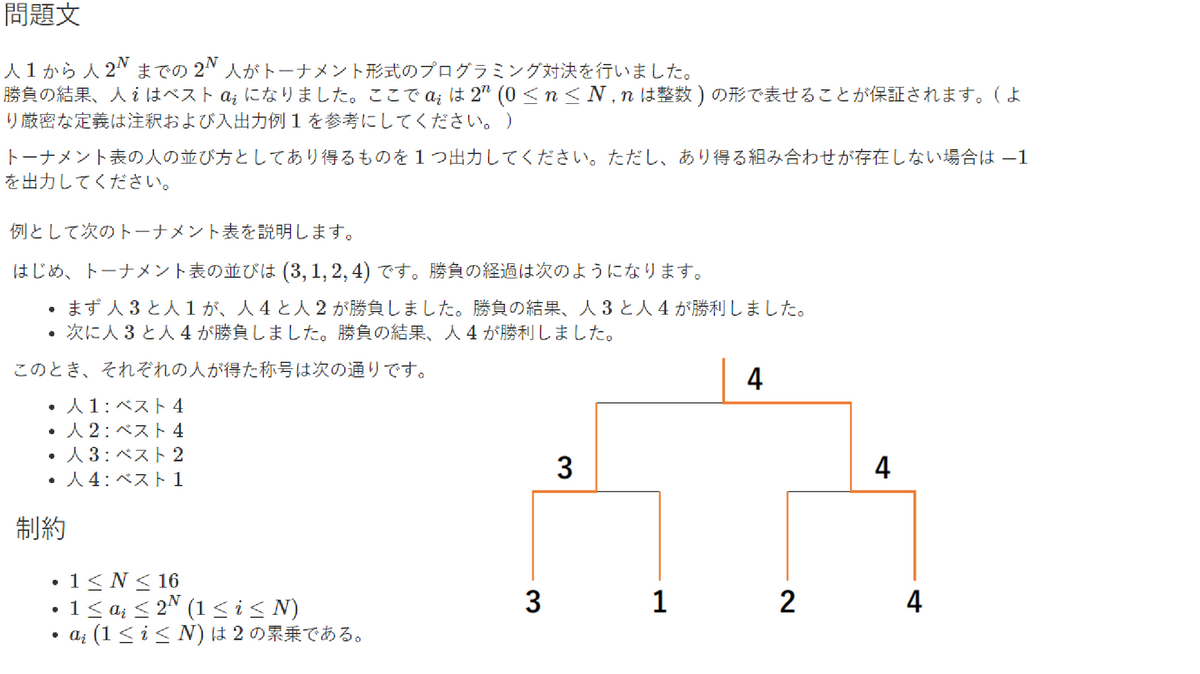 問題文
人 1 から 人 2^N までの 2^N 人がトーナメント形式のプログラミング対決を行いました。
勝負の結果、人 i はベスト a_i になりました。ここで a_i は 2^n (0 ≤ n ≤ N , n は整数 ) の形で表せることが保証されます。( よ
り厳密な定義は注釈および入出力例 1 を参考にしてください。 )
トーナメント表の人の並び方としてあり得るものを 1 つ出力してください。ただし、あり得る組み合わせが存在しない場合は −1
を出力してください。
例として次のトーナメント表を説明します。
はじめ、トーナメント表の並びは (3, 1, 2, 4) です。勝負の経過は次のようになります。
• まず 人 3 と人 1 が、人 4 と人 2 が勝負しました。勝負の結果、人 3 と人 4 が勝利しました。
• 次に人 3 と人 4 が勝負しました。勝負の結果、人 4 が勝利しました。
このとき、それぞれの人が得た称号は次の通りです。
• 人 1 : ベスト 4
• 人 2 : ベスト 4
• 人 3 : ベスト 2
• 人 4 : ベスト 1
4
3 4
3 1 2 4
制約
• 1 ≤ N ≤ 16
• 1 ≤ a_i ≤ 2^N (1 ≤ i ≤ N)
• a_i (1 ≤ i ≤ N) は 2 の累乗である。